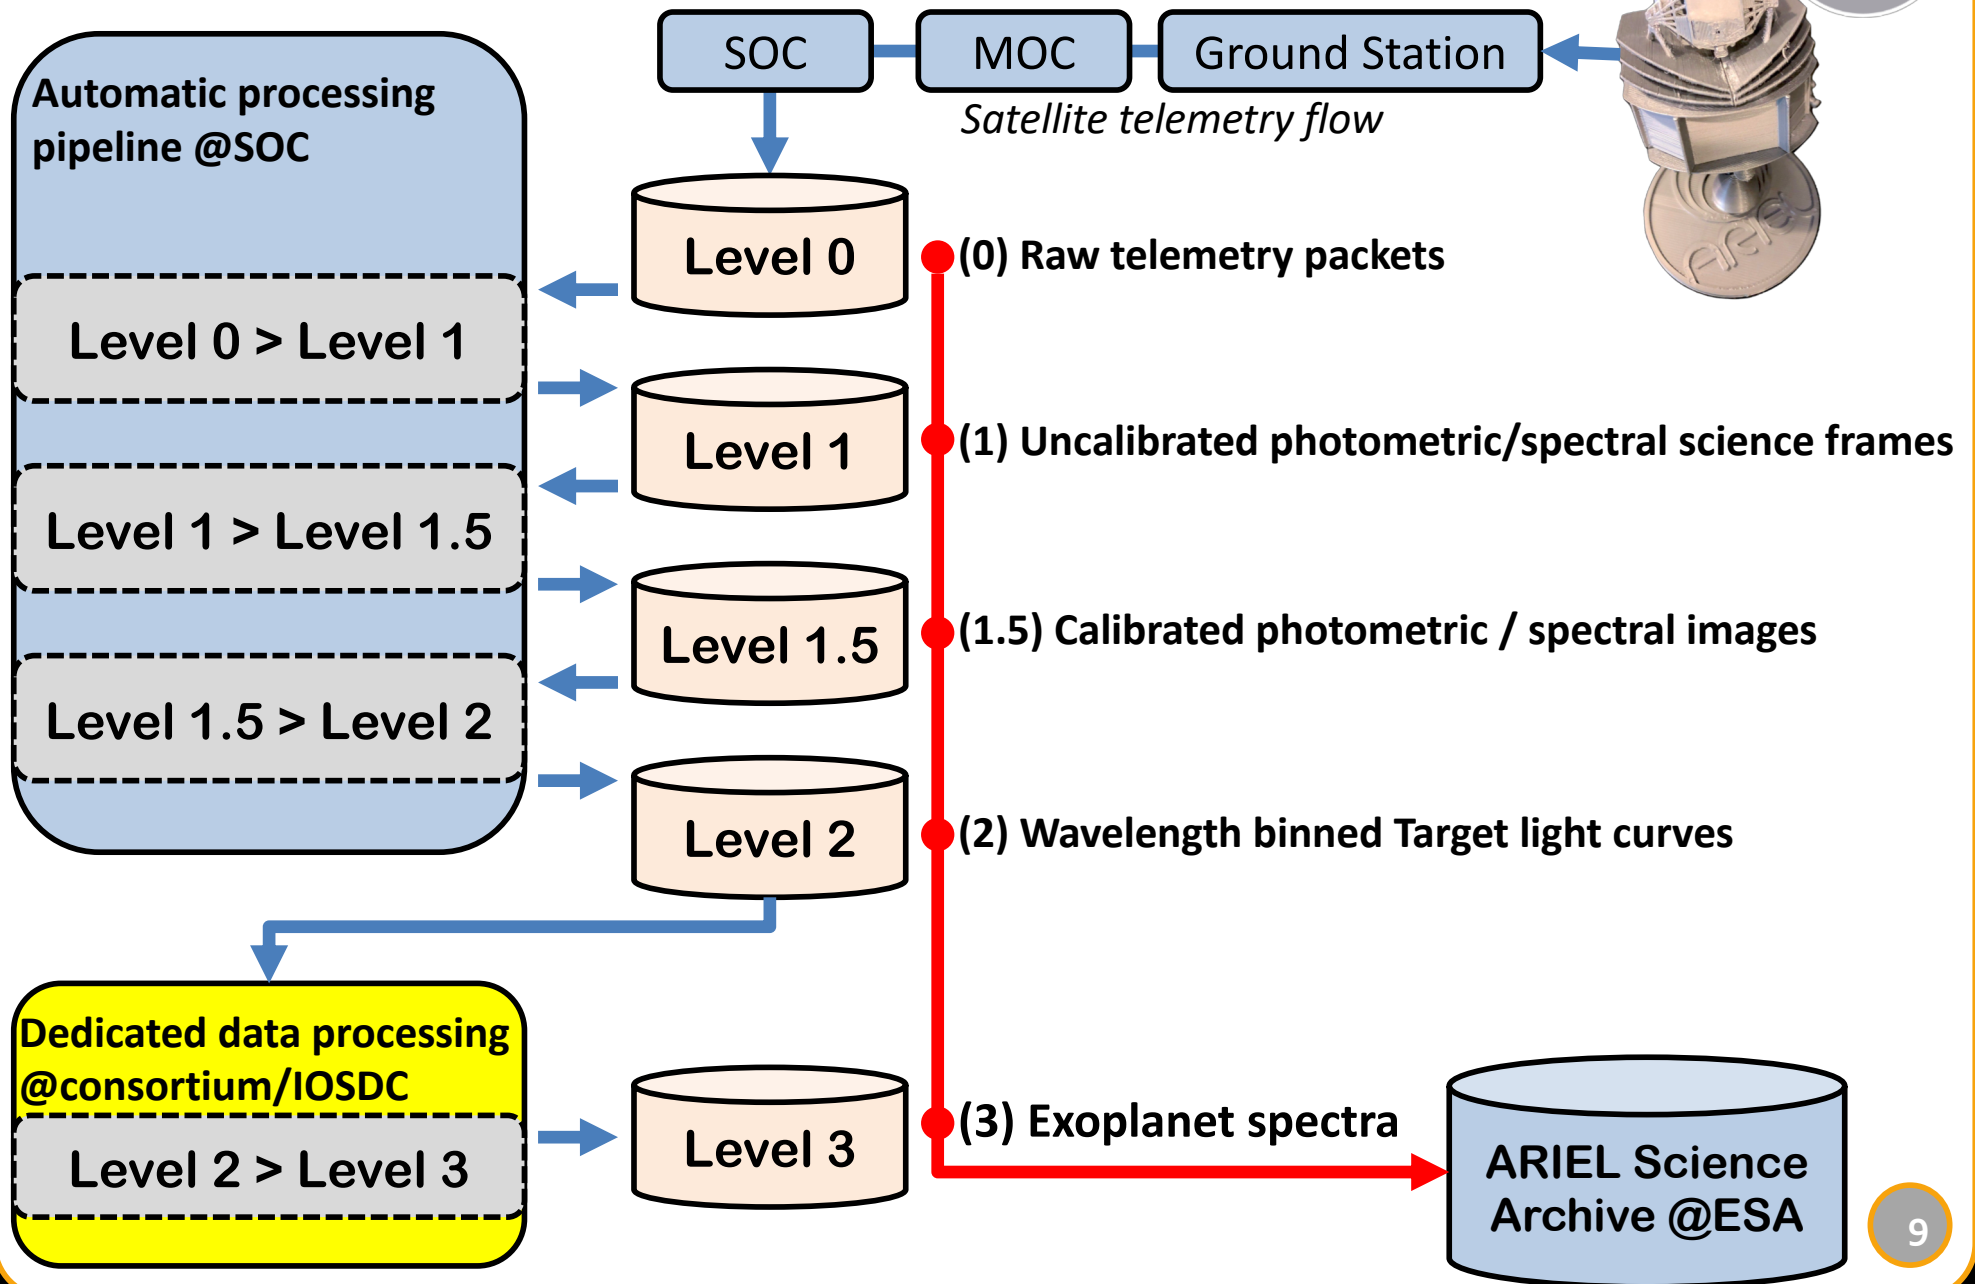 SOC
MOC
Ground Station
Satellite telemetry flow
Automatic processing
pipeline @SOC
Level 0
(0) Raw telemetry packets
Level 0 > Level 1
Level 1
(1) Uncalibrated photometric/spectral science frames
Level 1 > Level 1.5
Level 1.5
(1.5) Calibrated photometric / spectral images
Level 1.5 > Level 2
Level 2
(2) Wavelength binned Target light curves
Dedicated data processing
@consortium/IOSDC
Level 2 > Level 3
Level 3
(3) Exoplanet spectra
ARIEL Science
Archive @ESA
9